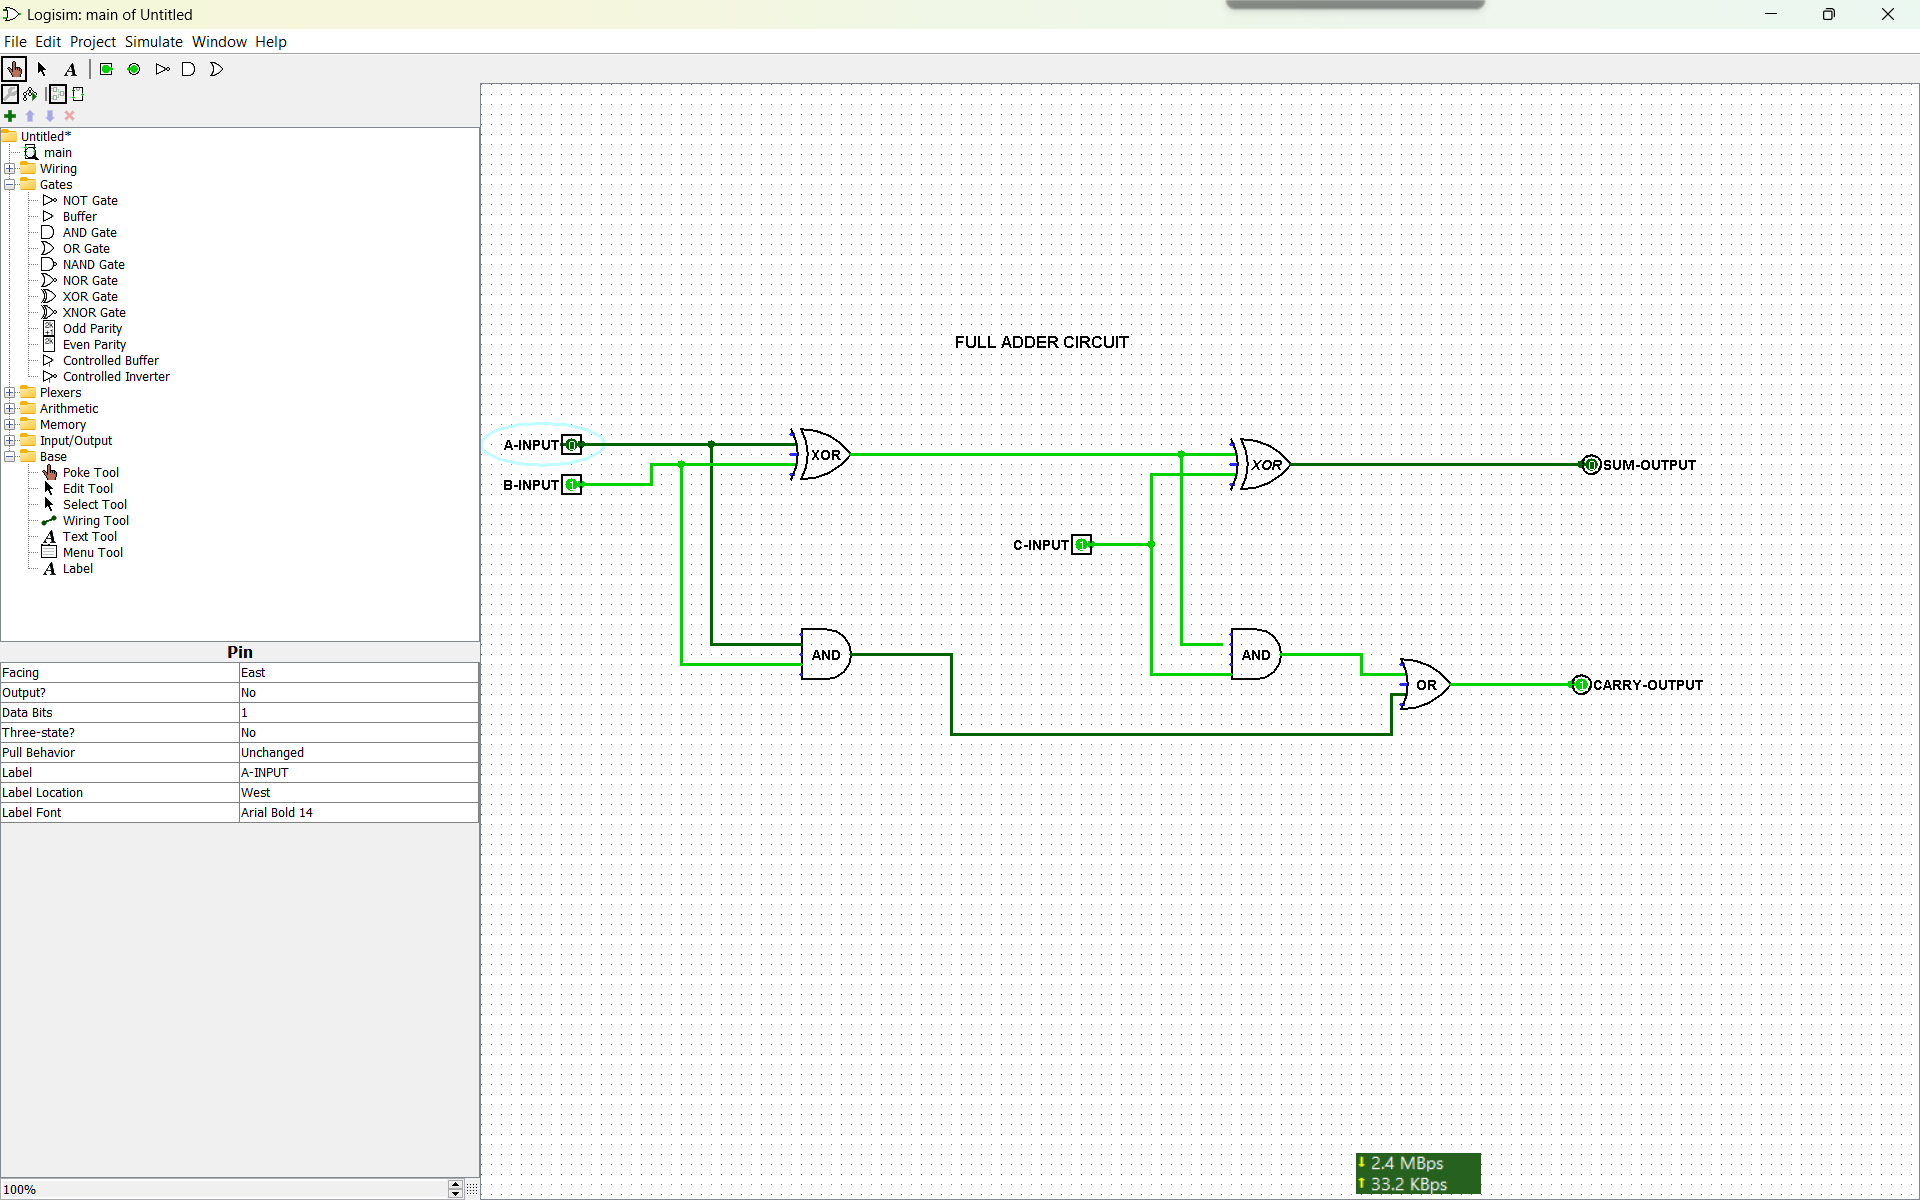 Logisim: main of Untitled
File Edit Project Simulate Window Help
A
Untitled*
main
Wiring
Gates
NOT Gate
Buffer
AND Gate
OR Gate
NAND Gate
NOR Gate
XOR Gate
XNOR Gate
Odd Parity
Even Parity
Controlled Buffer
Controlled Inverter
Plexers
Arithmetic
Memory
Input/Output
Base
Poke Tool
Edit Tool
Select Tool
Wiring Tool
A Text Tool
Menu Tool
A Label
Pin
Facing East
Output? No
Data Bits 1
Three-state? No
Pull Behavior Unchanged
Label A-INPUT
Label Location West
Label Font Arial Bold 14
100%
FULL ADDER CIRCUIT
A-INPUT 0
XOR
XOR
0 SUM-OUTPUT
B-INPUT 1
C-INPUT 1
AND
AND
OR
1 CARRY-OUTPUT
2.4 MBps
33.2 KBps